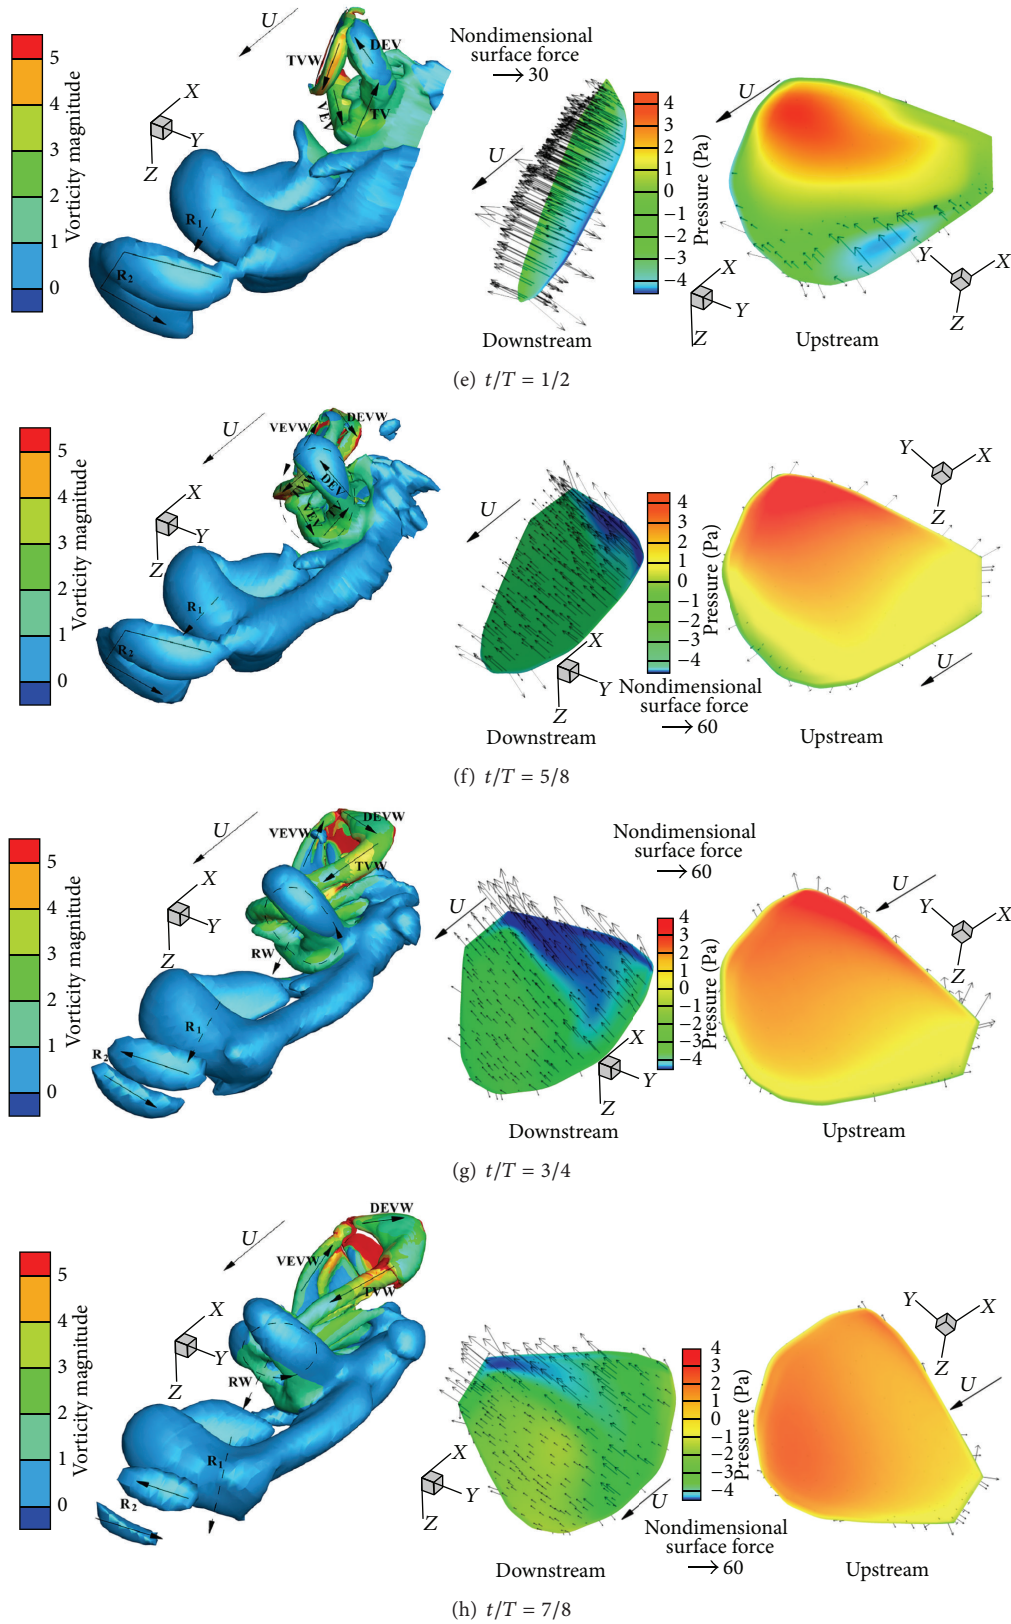 5
4
3
2
1
0
Vorticity magnitude
U
TVW
DEV
VEV
TV
X
Y
Z
R1
R2
Nondimensional
surface force
30
U
Downstream
4
3
2
1
0
−1
−2
−3
−4
Pressure (Pa)
X
Y
Z
U
Y
X
Z
Upstream
(e) t/T = 1/2
5
4
3
2
1
0
Vorticity magnitude
U
VEVW
DEVW
DEV
VEV
X
Y
Z
R1
R2
U
X
Y
Z
Downstream
4
3
2
1
0
−1
−2
−3
−4
Pressure (Pa)
Nondimensional
surface force
60
Y
X
Z
U
Upstream
(f) t/T = 5/8
5
4
3
2
1
0
Vorticity magnitude
U
VEVW
DEVW
TVW
RW
X
Y
Z
R1
R2
Nondimensional
surface force
60
U
X
Y
Z
Downstream
4
3
2
1
0
−1
−2
−3
−4
Pressure (Pa)
U
Y
X
Z
Upstream
(g) t/T = 3/4
5
4
3
2
1
0
Vorticity magnitude
U
DEVW
VEVW
TVW
RW
X
Y
Z
R1
R2
X
Y
Z
U
Downstream
4
3
2
1
0
−1
−2
−3
−4
Pressure (Pa)
Nondimensional
surface force
60
Y
X
Z
U
Upstream
(h) t/T = 7/8